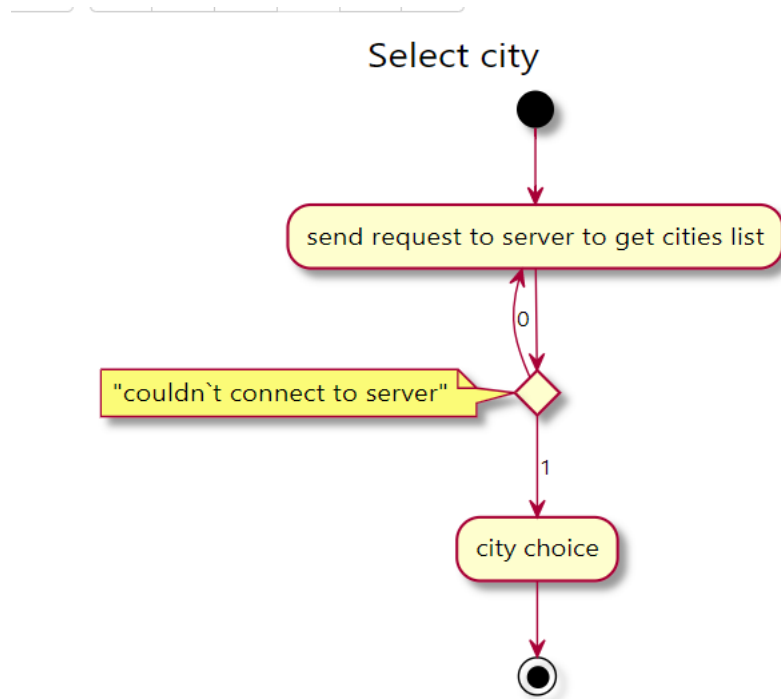 Select city
send request to server to get cities list
0
"couldn`t connect to server"
1
city choice